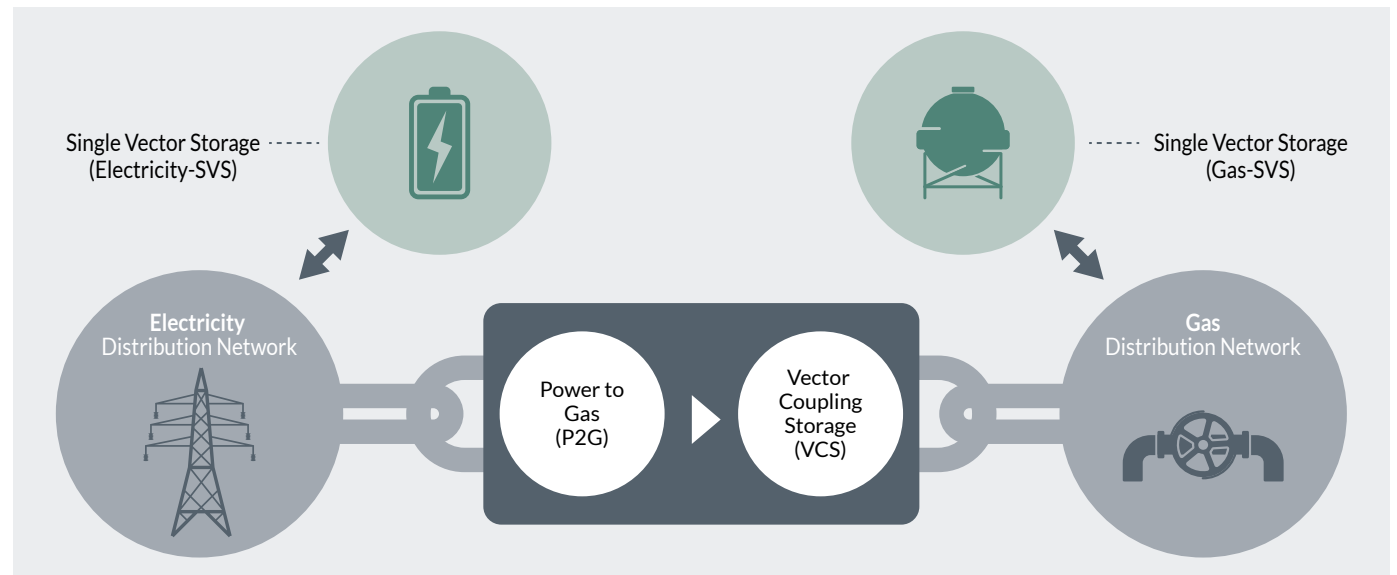 Single Vector Storage
(Electricity-SVS)
Single Vector Storage
(Gas-SVS)
Electricity
Distribution Network
Power to
Gas
(P2G)
Vector
Coupling
Storage
(VCS)
Gas
Distribution Network